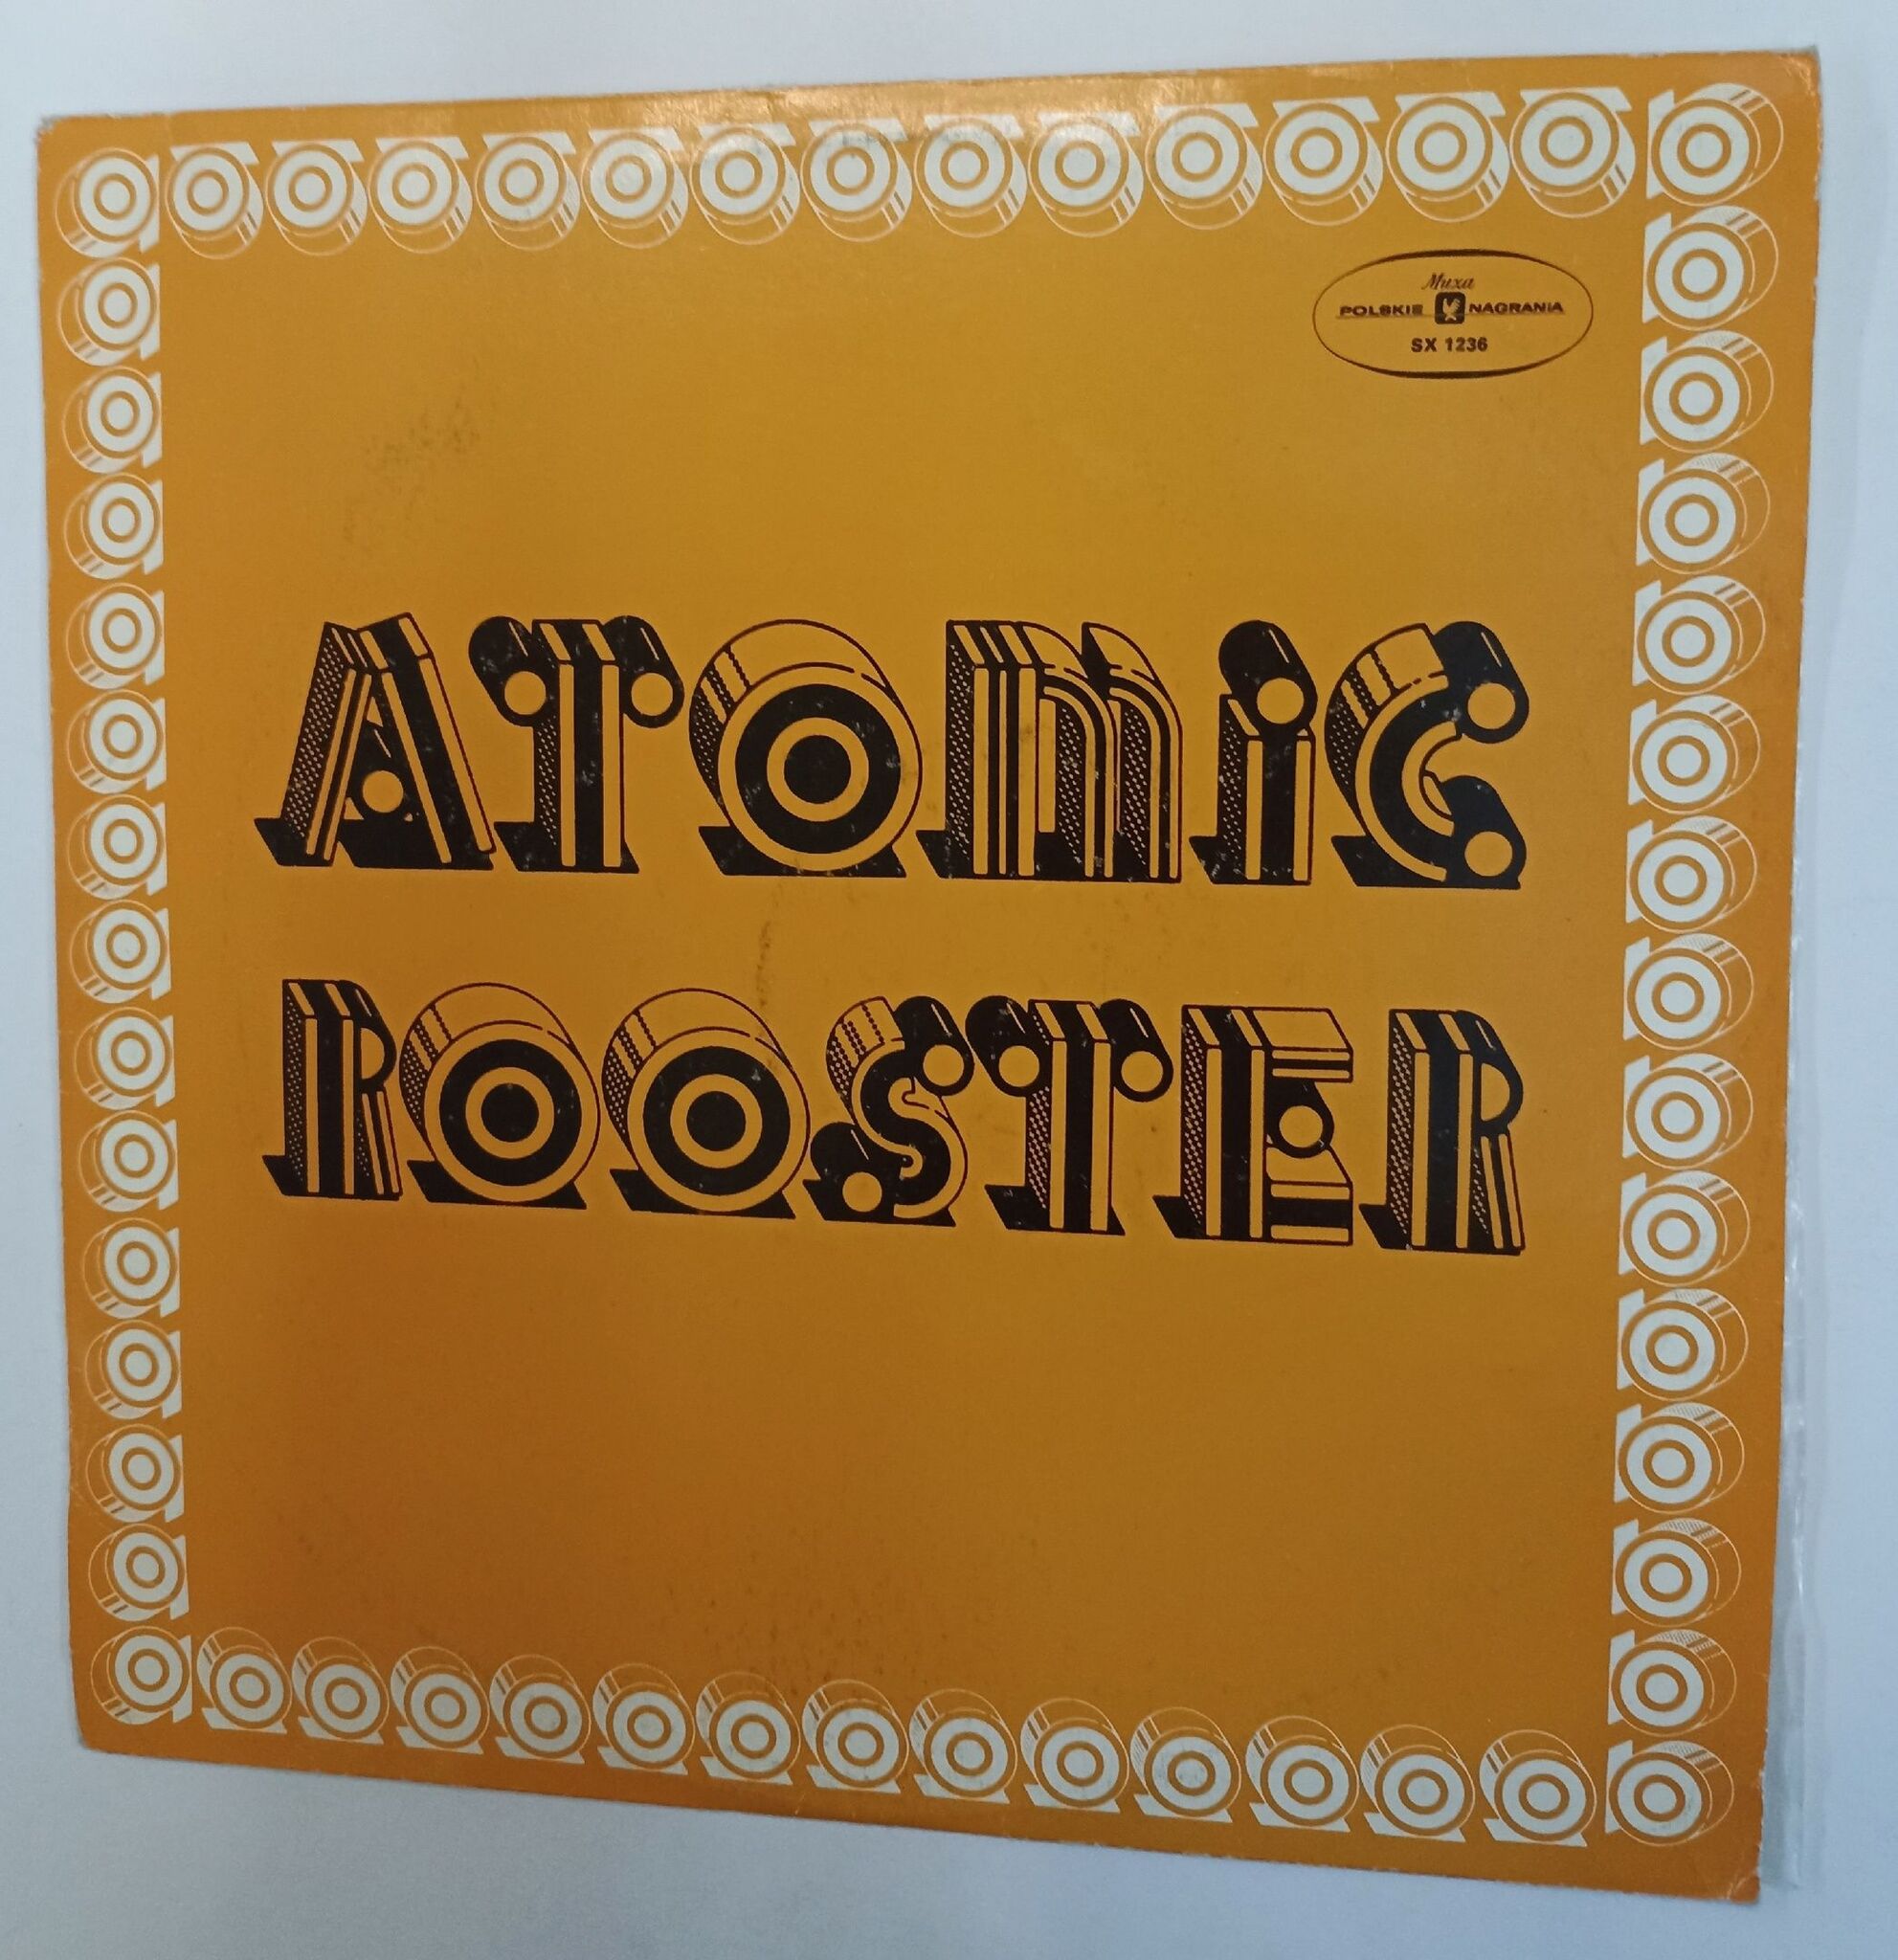 Muza
POLSKIE NAGRANIA
SX 1236
ATOMiC
ROOSTER